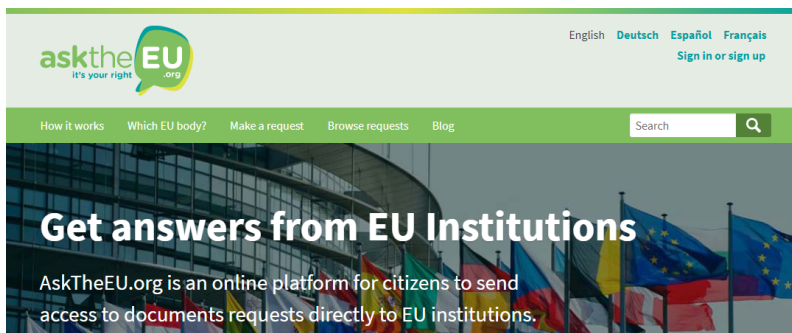 asktheEU
it's your right .org
English Deutsch Español Français
Sign in or sign up
How it works Which EU body? Make a request Browse requests Blog
Search
Get answers from EU Institutions
AskTheEU.org is an online platform for citizens to send
access to documents requests directly to EU institutions.